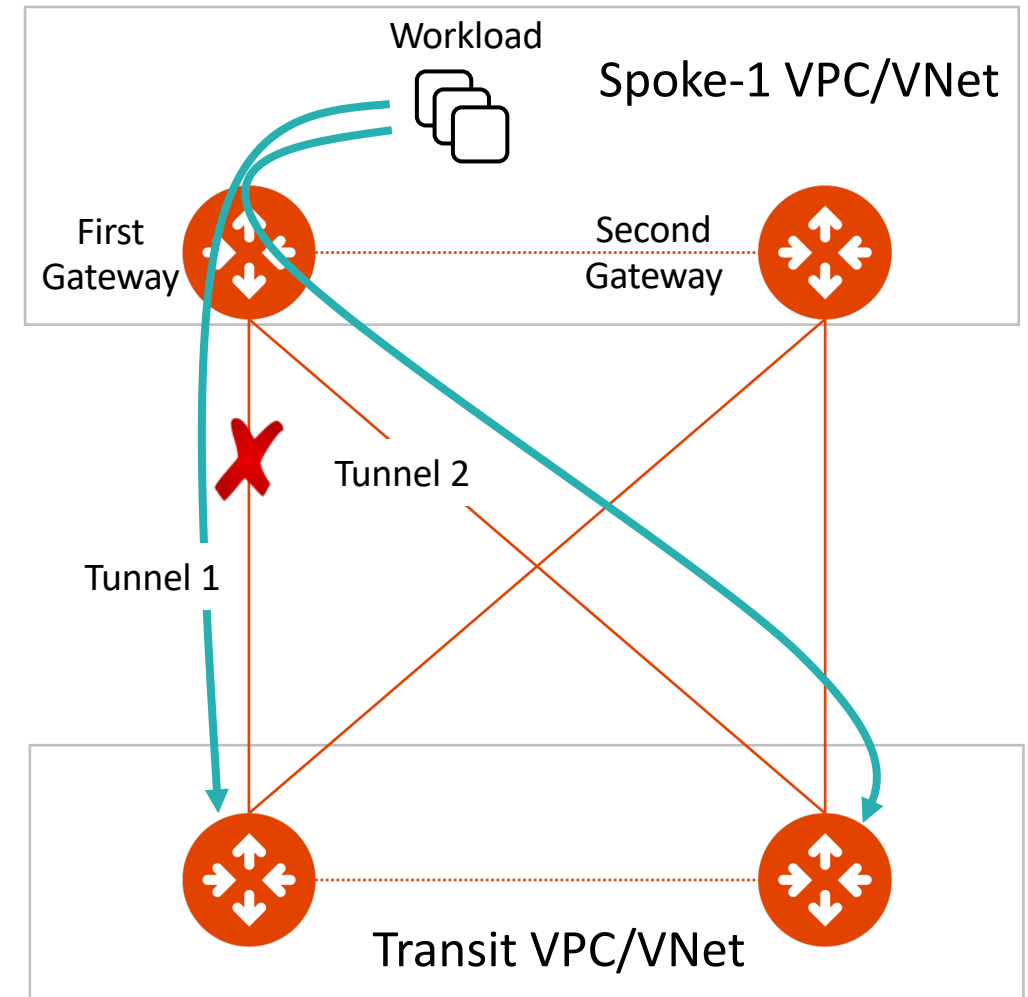 Workload
Spoke-1 VPC/VNet
First
Gateway
Second
Gateway
Tunnel 2
Tunnel 1
Transit VPC/VNet